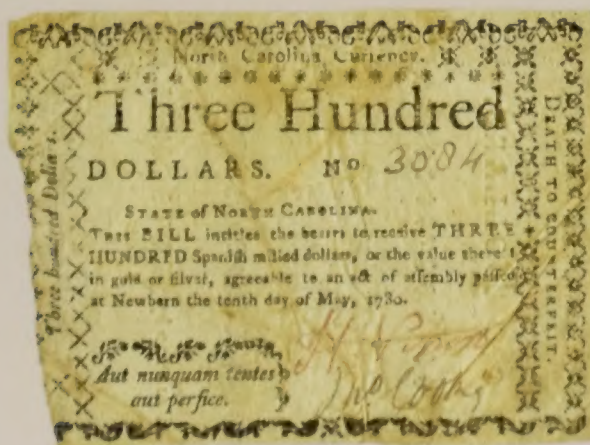 North Carolina Currency.
Three Hundred
DOLLARS. No 3084
STATE of NORTH CAROLINA.
THIS BILL intitles the bearer to receive THREE
HUNDRED Spanish milled dollars, or the value thereof
in gold or silver, agreeable to an act of assembly passed
at Newbern the tenth day of May, 1780.
Aut nunquam tentes
aut perfice.
Jno Cooke
Three hundred Dollars.
DEATH TO COUNTERFEIT.